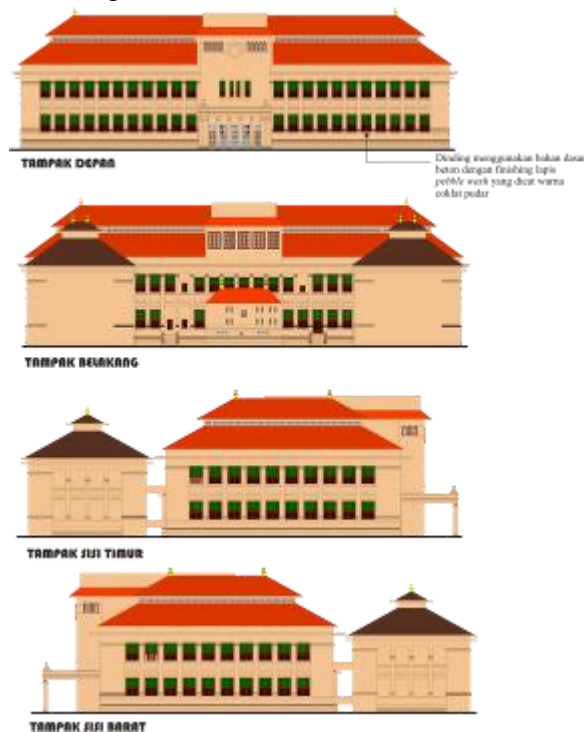 TAMPAK DEPAN
Dinding menggunakan bahan dasar
beton dengan finishing lapis
pebble wash yang dicat warna
coklat pudar
TAMPAK BELAKANG
TAMPAK SISI TIMUR
TAMPAK SISI BARAT